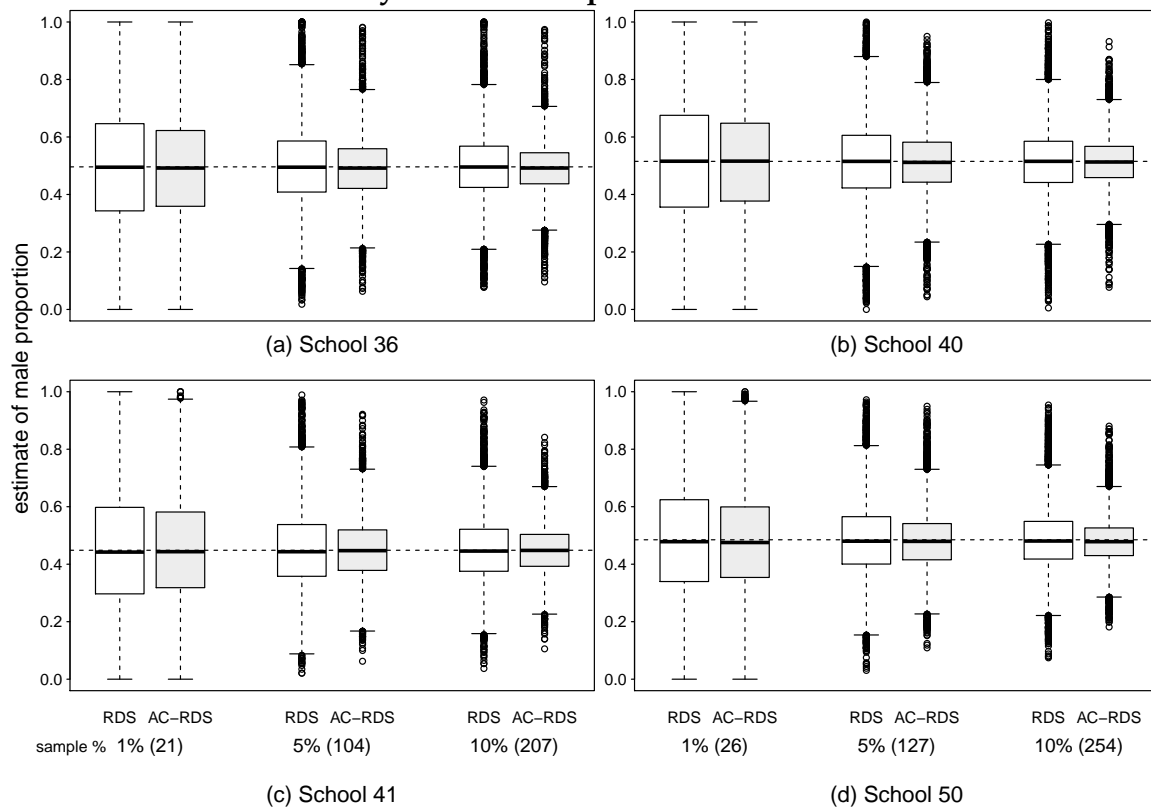 1.0
0.8
0.6
0.4
0.2
0.0
(a) School 36
1.0
0.8
0.6
0.4
0.2
0.0
(b) School 40
estimate of male proportion
1.0
0.8
0.6
0.4
0.2
0.0
RDS AC−RDS RDS AC−RDS RDS AC−RDS
sample % 1% (21) 5% (104) 10% (207)
(c) School 41
1.0
0.8
0.6
0.4
0.2
0.0
RDS AC−RDS RDS AC−RDS RDS AC−RDS
1% (26) 5% (127) 10% (254)
(d) School 50